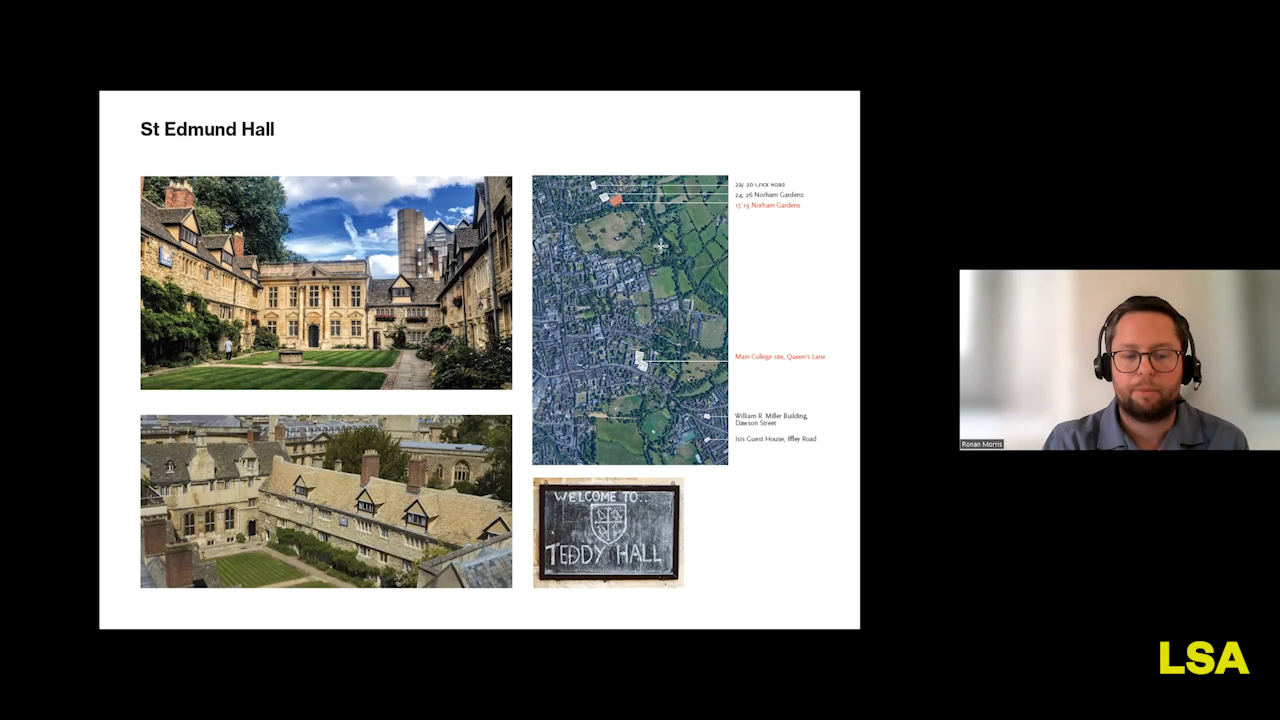 St Edmund Hall
24, 26 Norham Gardens
17, 19 Norham Gardens
Main College site, Queen's Lane
William R. Miller Building,
Dawson Street
Isis Guest House, Iffley Road
WELCOME TO..
TEDDY HALL
Ronan Morris
LSA